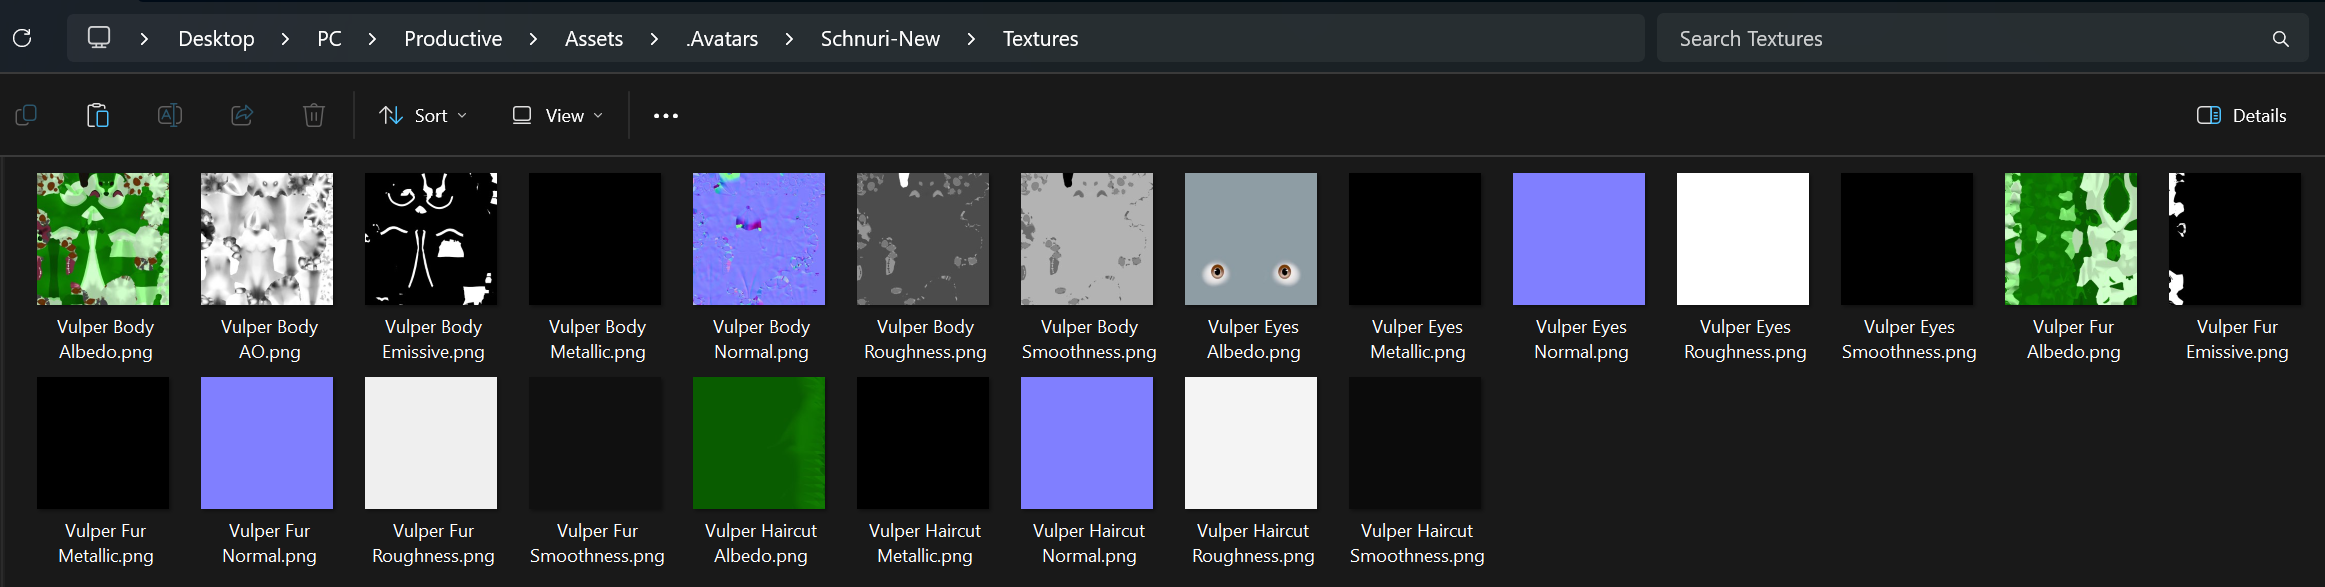 Desktop > PC > Productive > Assets > .Avatars > Schnuri-New > Textures
Search Textures
Sort
View
Details
Vulper Body
Albedo.png
Vulper Body
AO.png
Vulper Body
Emissive.png
Vulper Body
Metallic.png
Vulper Body
Normal.png
Vulper Body
Roughness.png
Vulper Body
Smoothness.png
Vulper Eyes
Albedo.png
Vulper Eyes
Metallic.png
Vulper Eyes
Normal.png
Vulper Eyes
Roughness.png
Vulper Eyes
Smoothness.png
Vulper Fur
Albedo.png
Vulper Fur
Emissive.png
Vulper Fur
Metallic.png
Vulper Fur
Normal.png
Vulper Fur
Roughness.png
Vulper Fur
Smoothness.png
Vulper Haircut
Albedo.png
Vulper Haircut
Metallic.png
Vulper Haircut
Normal.png
Vulper Haircut
Roughness.png
Vulper Haircut
Smoothness.png